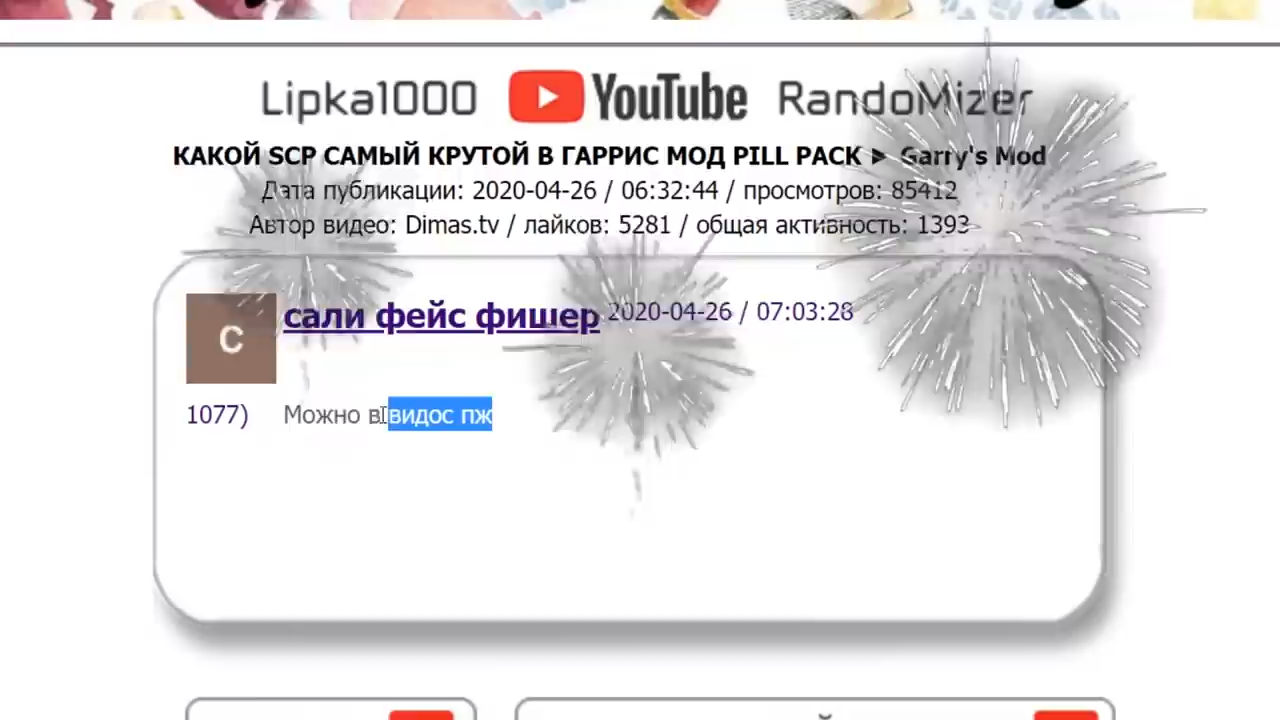 Lipka1000 YouTube RandoMizer
КАКОЙ SCP САМЫЙ КРУТОЙ В ГАРРИС МОД PILL PACK ► Garry's Mod
Дата публикации: 2020-04-26 / 06:32:44 / просмотров: 85412
Автор видео: Dimas.tv / лайков: 5281 / общая активность: 1393
С
сали фейс фишер 2020-04-26 / 07:03:28
1077) Можно в видос пж